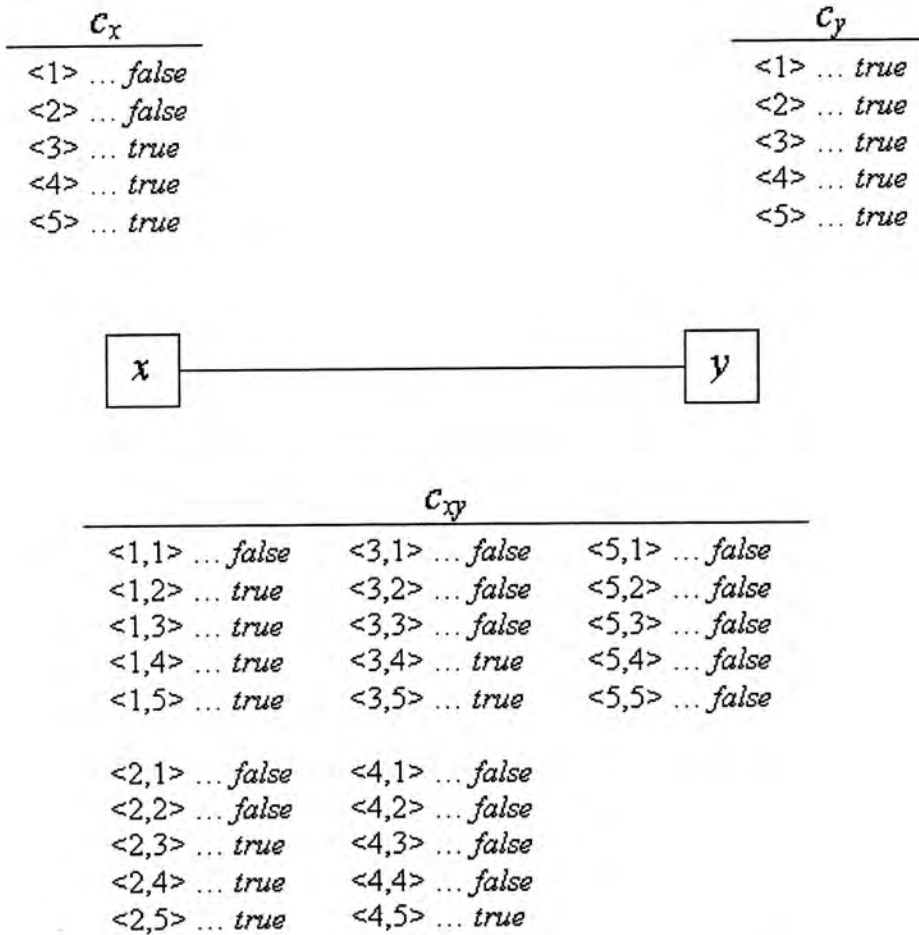 c_x
<1> ... false
<2> ... false
<3> ... true
<4> ... true
<5> ... true
c_y
<1> ... true
<2> ... true
<3> ... true
<4> ... true
<5> ... true
x y
c_xy
<1,1> ... false <3,1> ... false <5,1> ... false
<1,2> ... true <3,2> ... false <5,2> ... false
<1,3> ... true <3,3> ... false <5,3> ... false
<1,4> ... true <3,4> ... true <5,4> ... false
<1,5> ... true <3,5> ... true <5,5> ... false
<2,1> ... false <4,1> ... false
<2,2> ... false <4,2> ... false
<2,3> ... true <4,3> ... false
<2,4> ... true <4,4> ... false
<2,5> ... true <4,5> ... true